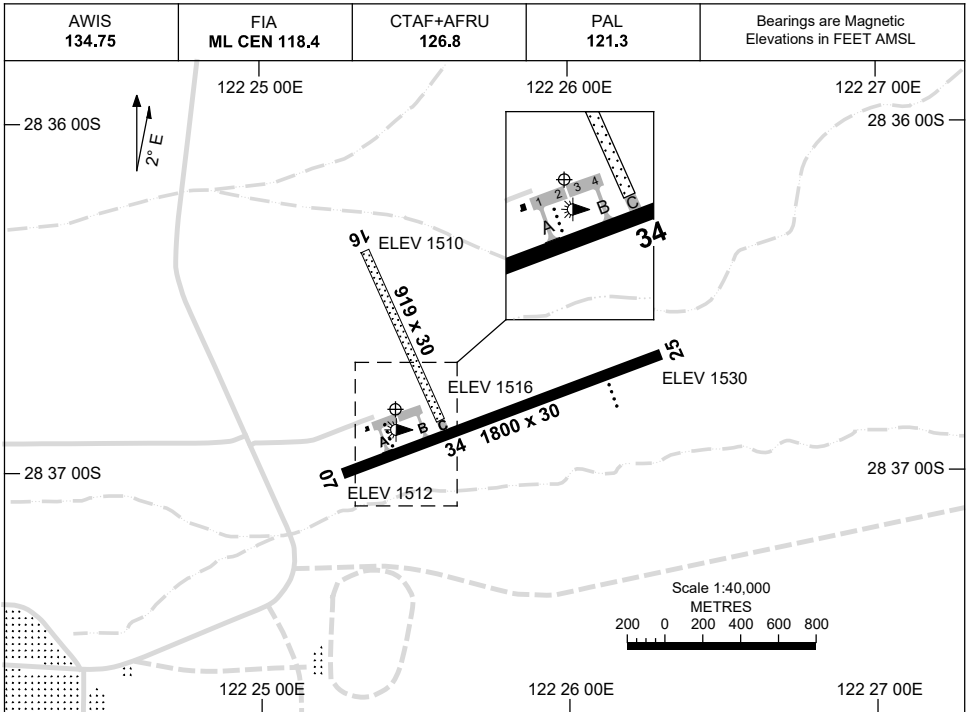 AWIS
134.75
FIA
ML CEN 118.4
CTAF+AFRU
126.8
PAL
121.3
Bearings are Magnetic
Elevations in FEET AMSL
122 25 00E
122 26 00E
122 27 00E
28 36 00S
28 36 00S
2° E
1 2 3 4
A
B
C
34
16
ELEV 1510
919 x 30
25
ELEV 1530
ELEV 1516
A
B
C
34
1800 x 30
07
ELEV 1512
28 37 00S
28 37 00S
Scale 1:40,000
METRES
200 0 200 400 600 800
122 25 00E
122 26 00E
122 27 00E